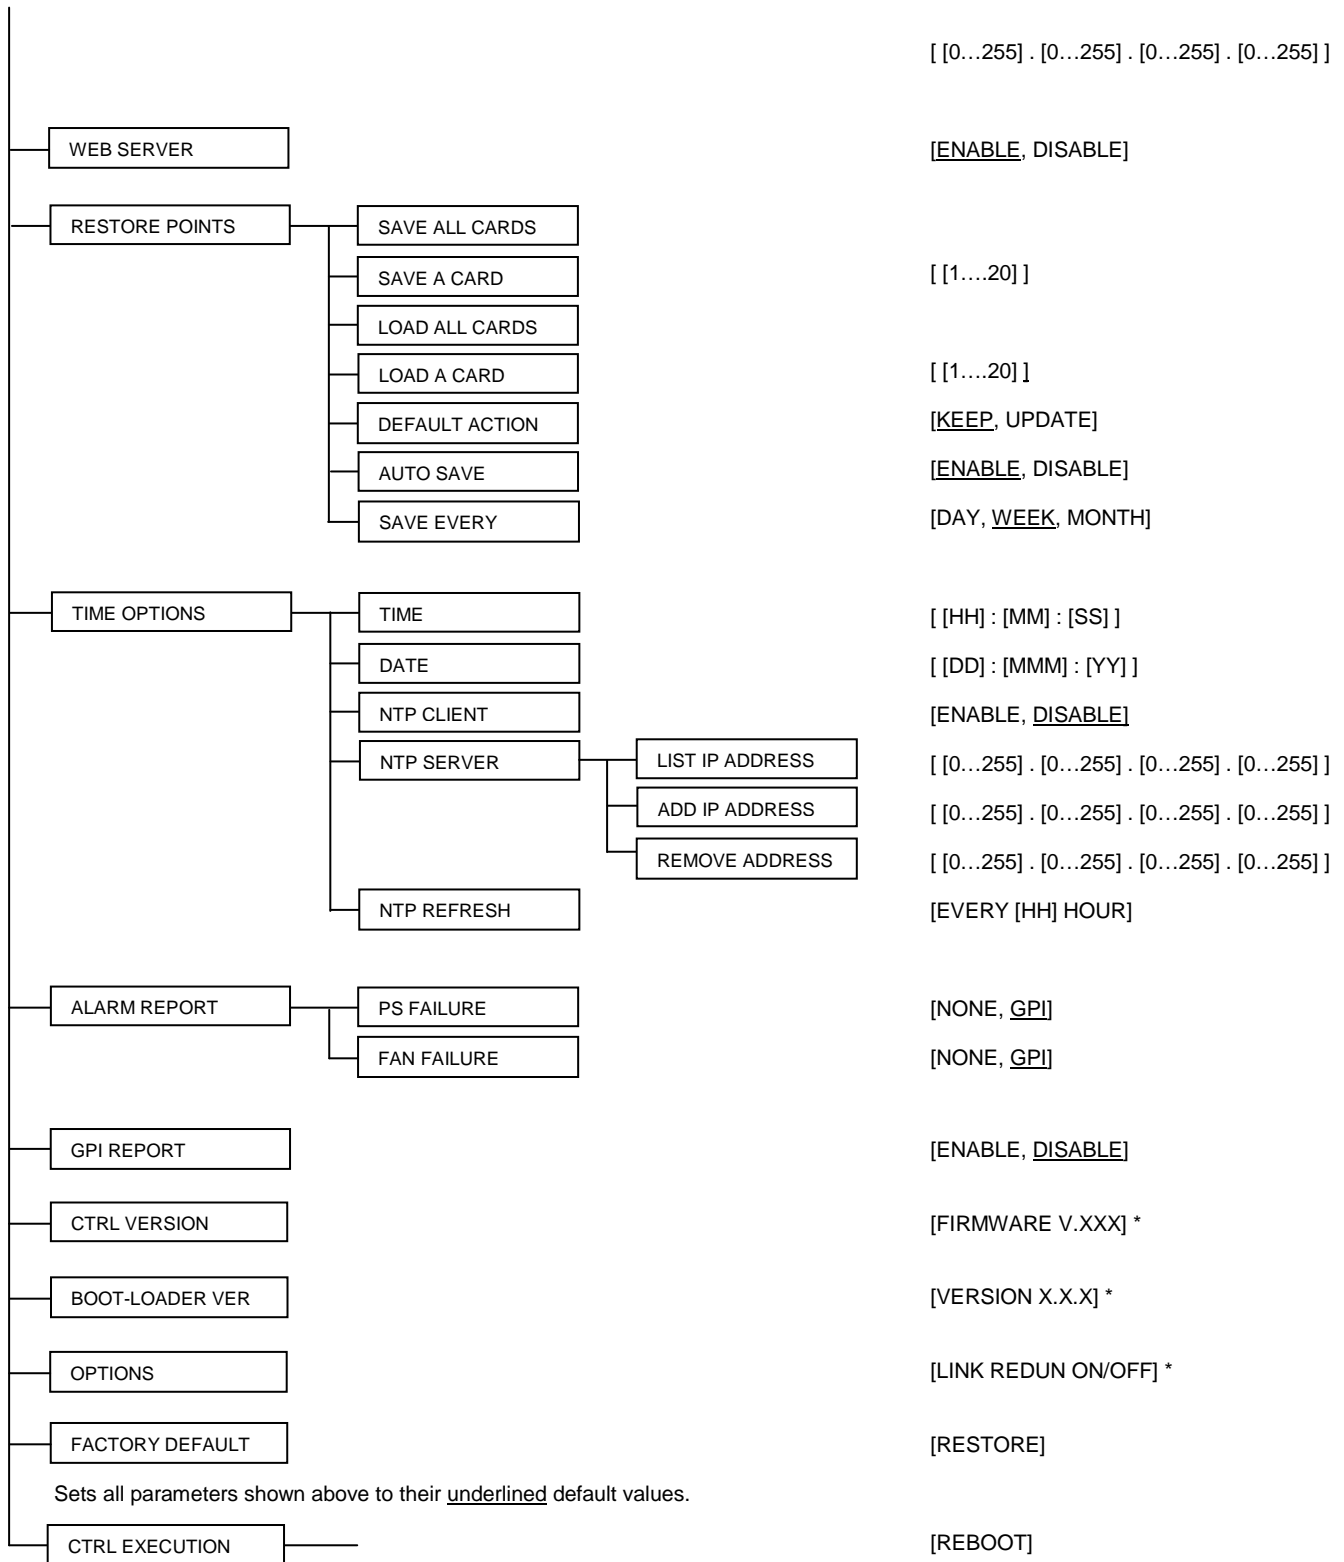 [ [0…255] . [0…255] . [0…255] . [0…255] ]
WEB SERVER [ENABLE, DISABLE]
RESTORE POINTS SAVE ALL CARDS
SAVE A CARD [ [1….20] ]
LOAD ALL CARDS
LOAD A CARD [ [1….20] ]
DEFAULT ACTION [KEEP, UPDATE]
AUTO SAVE [ENABLE, DISABLE]
SAVE EVERY [DAY, WEEK, MONTH]
TIME OPTIONS TIME [ [HH] : [MM] : [SS] ]
DATE [ [DD] : [MMM] : [YY] ]
NTP CLIENT [ENABLE, DISABLE]
NTP SERVER LIST IP ADDRESS [ [0…255] . [0…255] . [0…255] . [0…255] ]
ADD IP ADDRESS [ [0…255] . [0…255] . [0…255] . [0…255] ]
REMOVE ADDRESS [ [0…255] . [0…255] . [0…255] . [0…255] ]
NTP REFRESH [EVERY [HH] HOUR]
ALARM REPORT PS FAILURE [NONE, GPI]
FAN FAILURE [NONE, GPI]
GPI REPORT [ENABLE, DISABLE]
CTRL VERSION [FIRMWARE V.XXX] *
BOOT-LOADER VER [VERSION X.X.X] *
OPTIONS [LINK REDUN ON/OFF] *
FACTORY DEFAULT [RESTORE]
Sets all parameters shown above to their underlined default values.
CTRL EXECUTION [REBOOT]